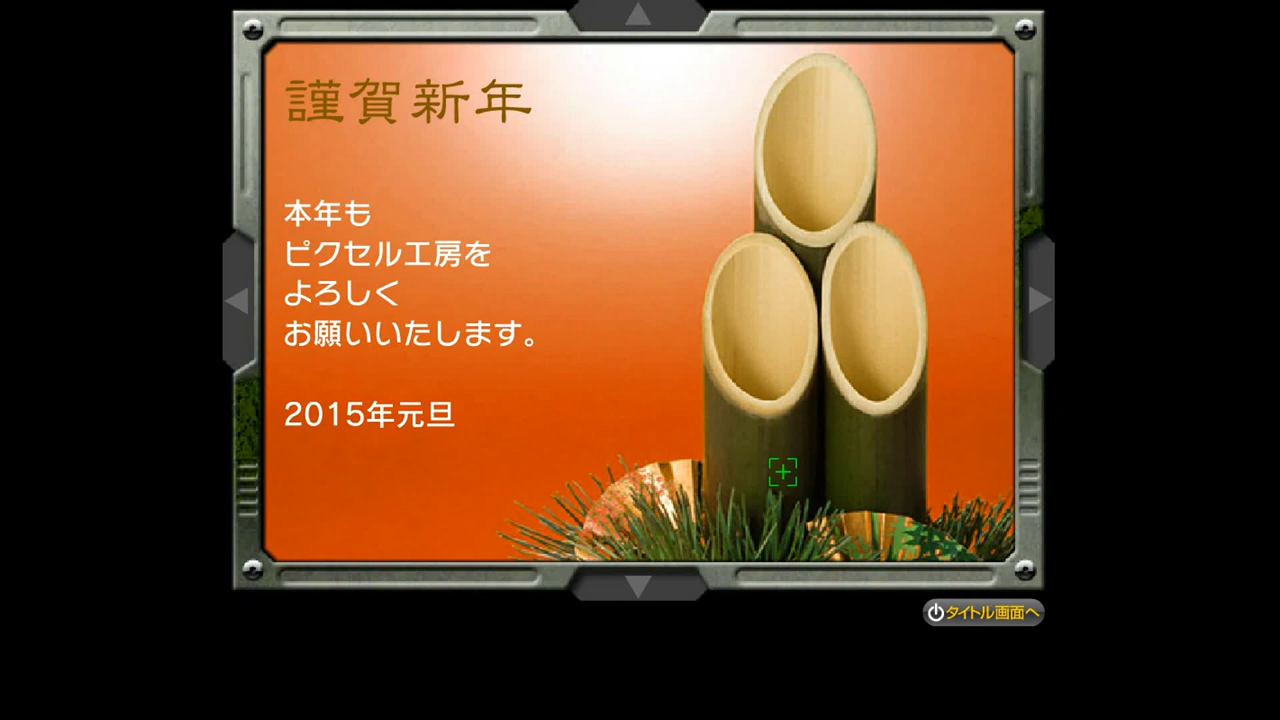 謹賀新年
本年も
ピクセル工房を
よろしく
お願いいたします。
2015年元旦
タイトル画面へ